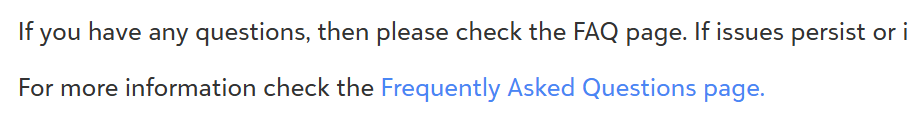 If you have any questions, then please check the FAQ page. If issues persist or i
For more information check the Frequently Asked Questions page.